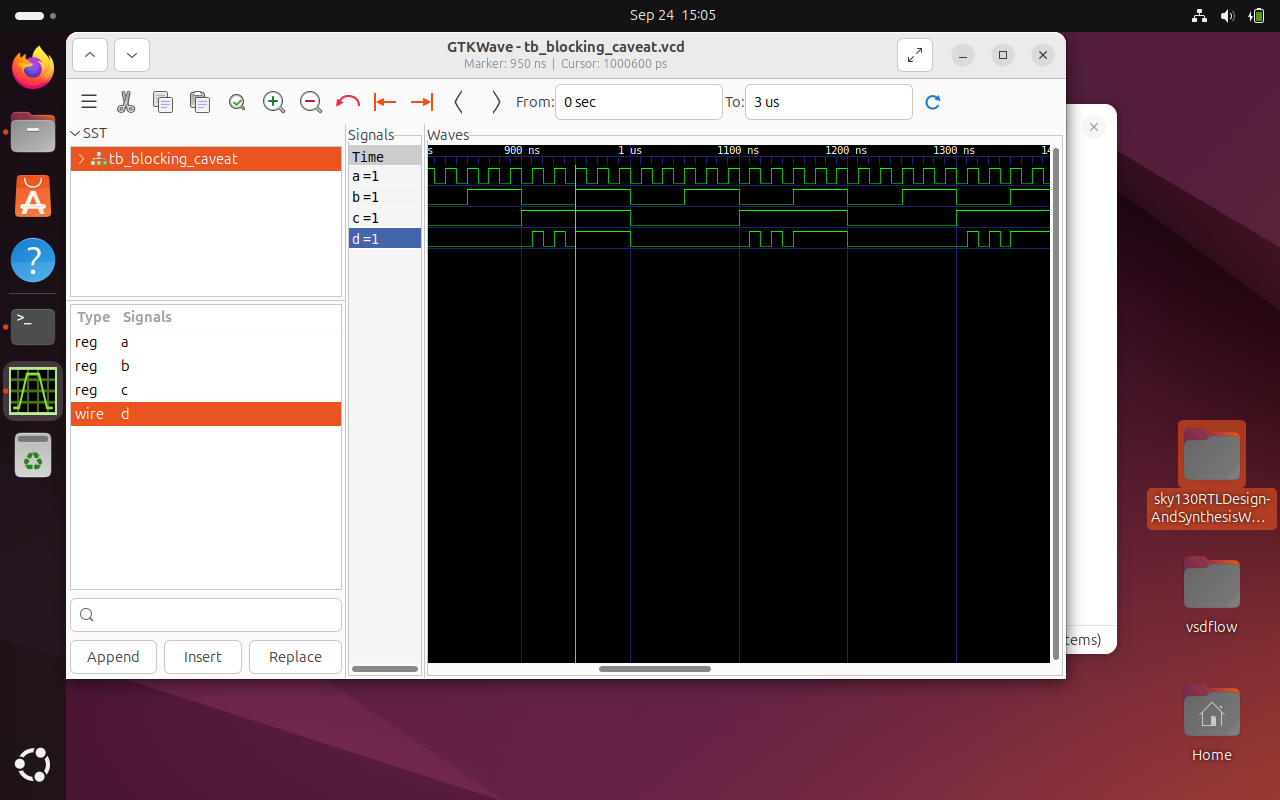 Sep 24 15:05
GTKWave - tb_blocking_caveat.vcd
Marker: 950 ns | Cursor: 1000600 ps
From: 0 sec To: 3 us
SST
tb_blocking_caveat
Type Signals
reg a
reg b
reg c
wire d
Append Insert Replace
Signals
Time
a =1
b =1
c =1
d =1
Waves
s 900 ns 1 us 1100 ns 1200 ns 1300 ns 14
>_
?
sky130RTLDesign-
AndSynthesisW...
vsdflow
Home